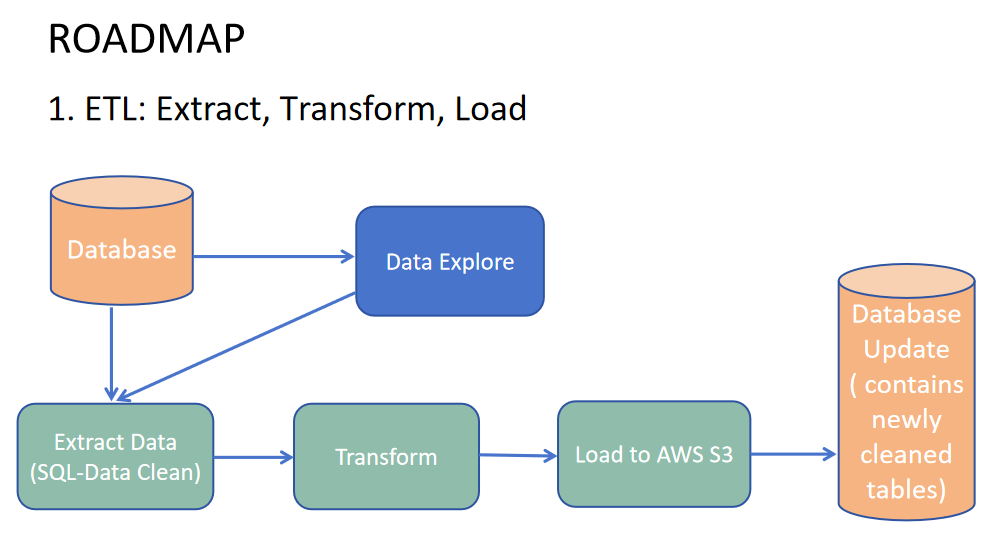 ROADMAP
1. ETL: Extract, Transform, Load
Database
Data Explore
Extract Data
(SQL-Data Clean)
Transform
Load to AWS S3
Database
Update
( contains
newly
cleaned
tables)